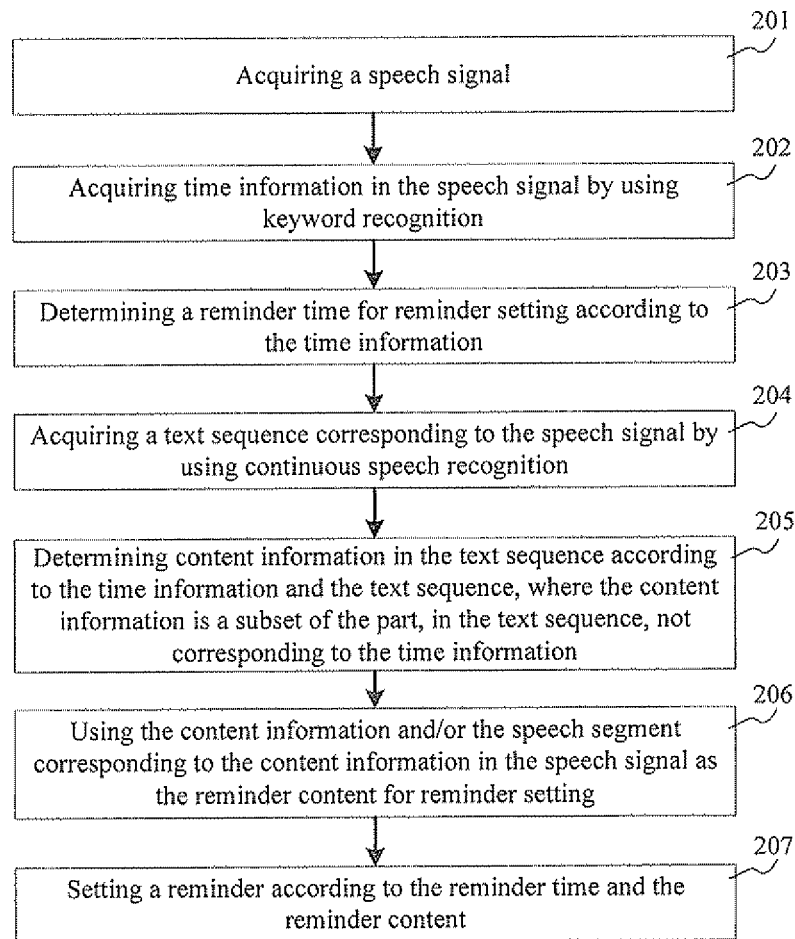 201
Acquiring a speech signal
202
Acquiring time information in the speech signal by using
keyword recognition
203
Determining a reminder time for reminder setting according to
the time information
204
Acquiring a text sequence corresponding to the speech signal by
using continuous speech recognition
205
Determining content information in the text sequence according
to the time information and the text sequence, where the content
information is a subset of the part, in the text sequence, not
corresponding to the time information
206
Using the content information and/or the speech segment
corresponding to the content information in the speech signal as
the reminder content for reminder setting
207
Setting a reminder according to the reminder time and the
reminder content